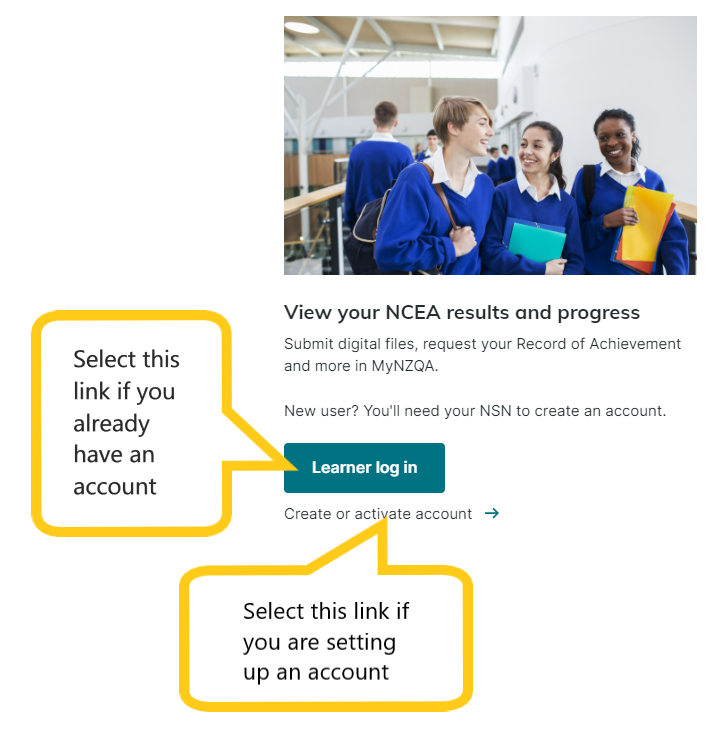 View your NCEA results and progress
Submit digital files, request your Record of Achievement
and more in MyNZQA.
New user? You'll need your NSN to create an account.
Select this
link if you
already
have an
account
Learner log in
Create or activate account →
Select this link if
you are setting
up an account